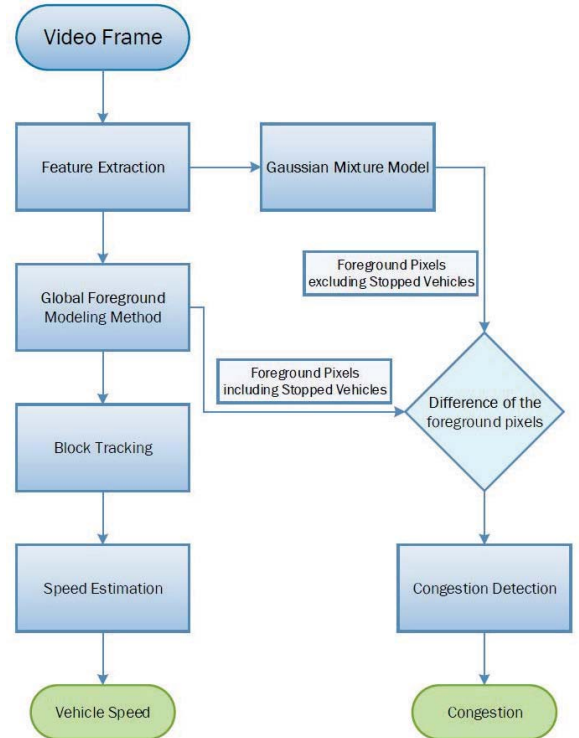 Video Frame
Feature Extraction
Gaussian Mixture Model
Foreground Pixels
excluding Stopped Vehicles
Global Foreground
Modeling Method
Foreground Pixels
including Stopped Vehicles
Difference of the
foreground pixels
Block Tracking
Speed Estimation
Congestion Detection
Vehicle Speed
Congestion